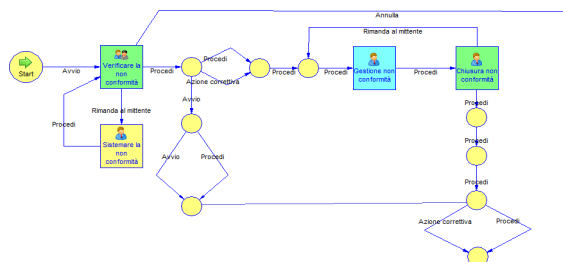 Annulla
Rimanda al mittente
Start
Avvio
Verificare la
non
conformità
Procedi
Procedi
Azione correttiva
Procedi
Procedi
Gestione non
conformità
Procedi
Chiusura non
conformità
Rimanda al mittente
Procedi
Avvio
Procedi
Sistemare la
non
conformità
Procedi
Avvio
Procedi
Procedi
Azione correttiva
Procedi